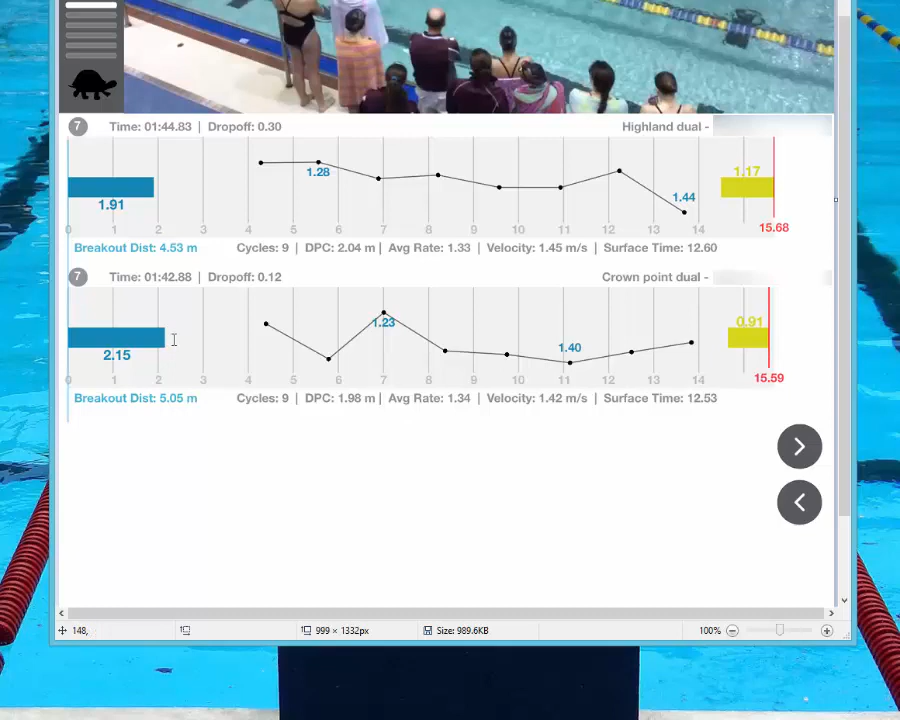 7 Time: 01:44.83 | Dropoff: 0.30 Highland dual -
1.28 1.44 1.17
1.91
0 1 2 3 4 5 6 7 8 9 10 11 12 13 14 15.68
Breakout Dist: 4.53 m Cycles: 9 | DPC: 2.04 m | Avg Rate: 1.33 | Velocity: 1.45 m/s | Surface Time: 12.60
7 Time: 01:42.88 | Dropoff: 0.12 Crown point dual -
1.23 1.40 0.91
2.15
0 1 2 3 4 5 6 7 8 9 10 11 12 13 14 15.59
Breakout Dist: 5.05 m Cycles: 9 | DPC: 1.98 m | Avg Rate: 1.34 | Velocity: 1.42 m/s | Surface Time: 12.53
148, 999 × 1332px Size: 989.6KB 100%